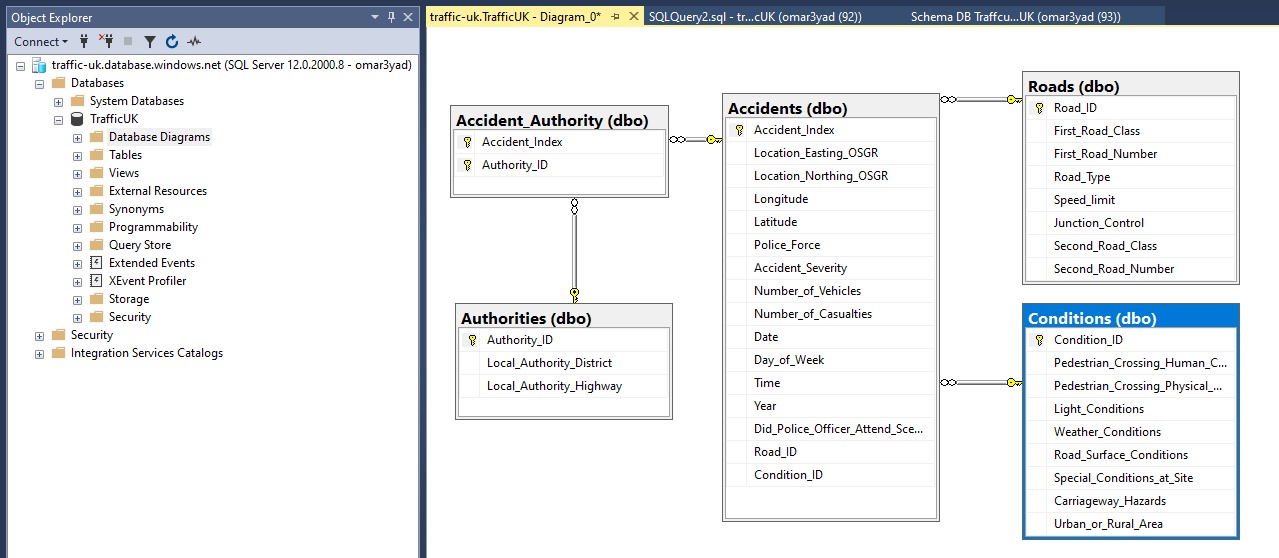 Object Explorer
Connect
traffic-uk.database.windows.net (SQL Server 12.0.2000.8 - omar3yad)
Databases
System Databases
TrafficUK
Database Diagrams
Tables
Views
External Resources
Synonyms
Programmability
Query Store
Extended Events
XEvent Profiler
Storage
Security
Security
Integration Services Catalogs
traffic-uk.TrafficUK - Diagram_0*
SQLQuery2.sql - tr...cUK (omar3yad (92))
Schema DB Traffcu...UK (omar3yad (93))
Accident_Authority (dbo)
Accident_Index
Authority_ID
Authorities (dbo)
Authority_ID
Local_Authority_District
Local_Authority_Highway
Accidents (dbo)
Accident_Index
Location_Easting_OSGR
Location_Northing_OSGR
Longitude
Latitude
Police_Force
Accident_Severity
Number_of_Vehicles
Number_of_Casualties
Date
Day_of_Week
Time
Year
Did_Police_Officer_Attend_Sce...
Road_ID
Condition_ID
Roads (dbo)
Road_ID
First_Road_Class
First_Road_Number
Road_Type
Speed_limit
Junction_Control
Second_Road_Class
Second_Road_Number
Conditions (dbo)
Condition_ID
Pedestrian_Crossing_Human_C...
Pedestrian_Crossing_Physical_...
Light_Conditions
Weather_Conditions
Road_Surface_Conditions
Special_Conditions_at_Site
Carriageway_Hazards
Urban_or_Rural_Area